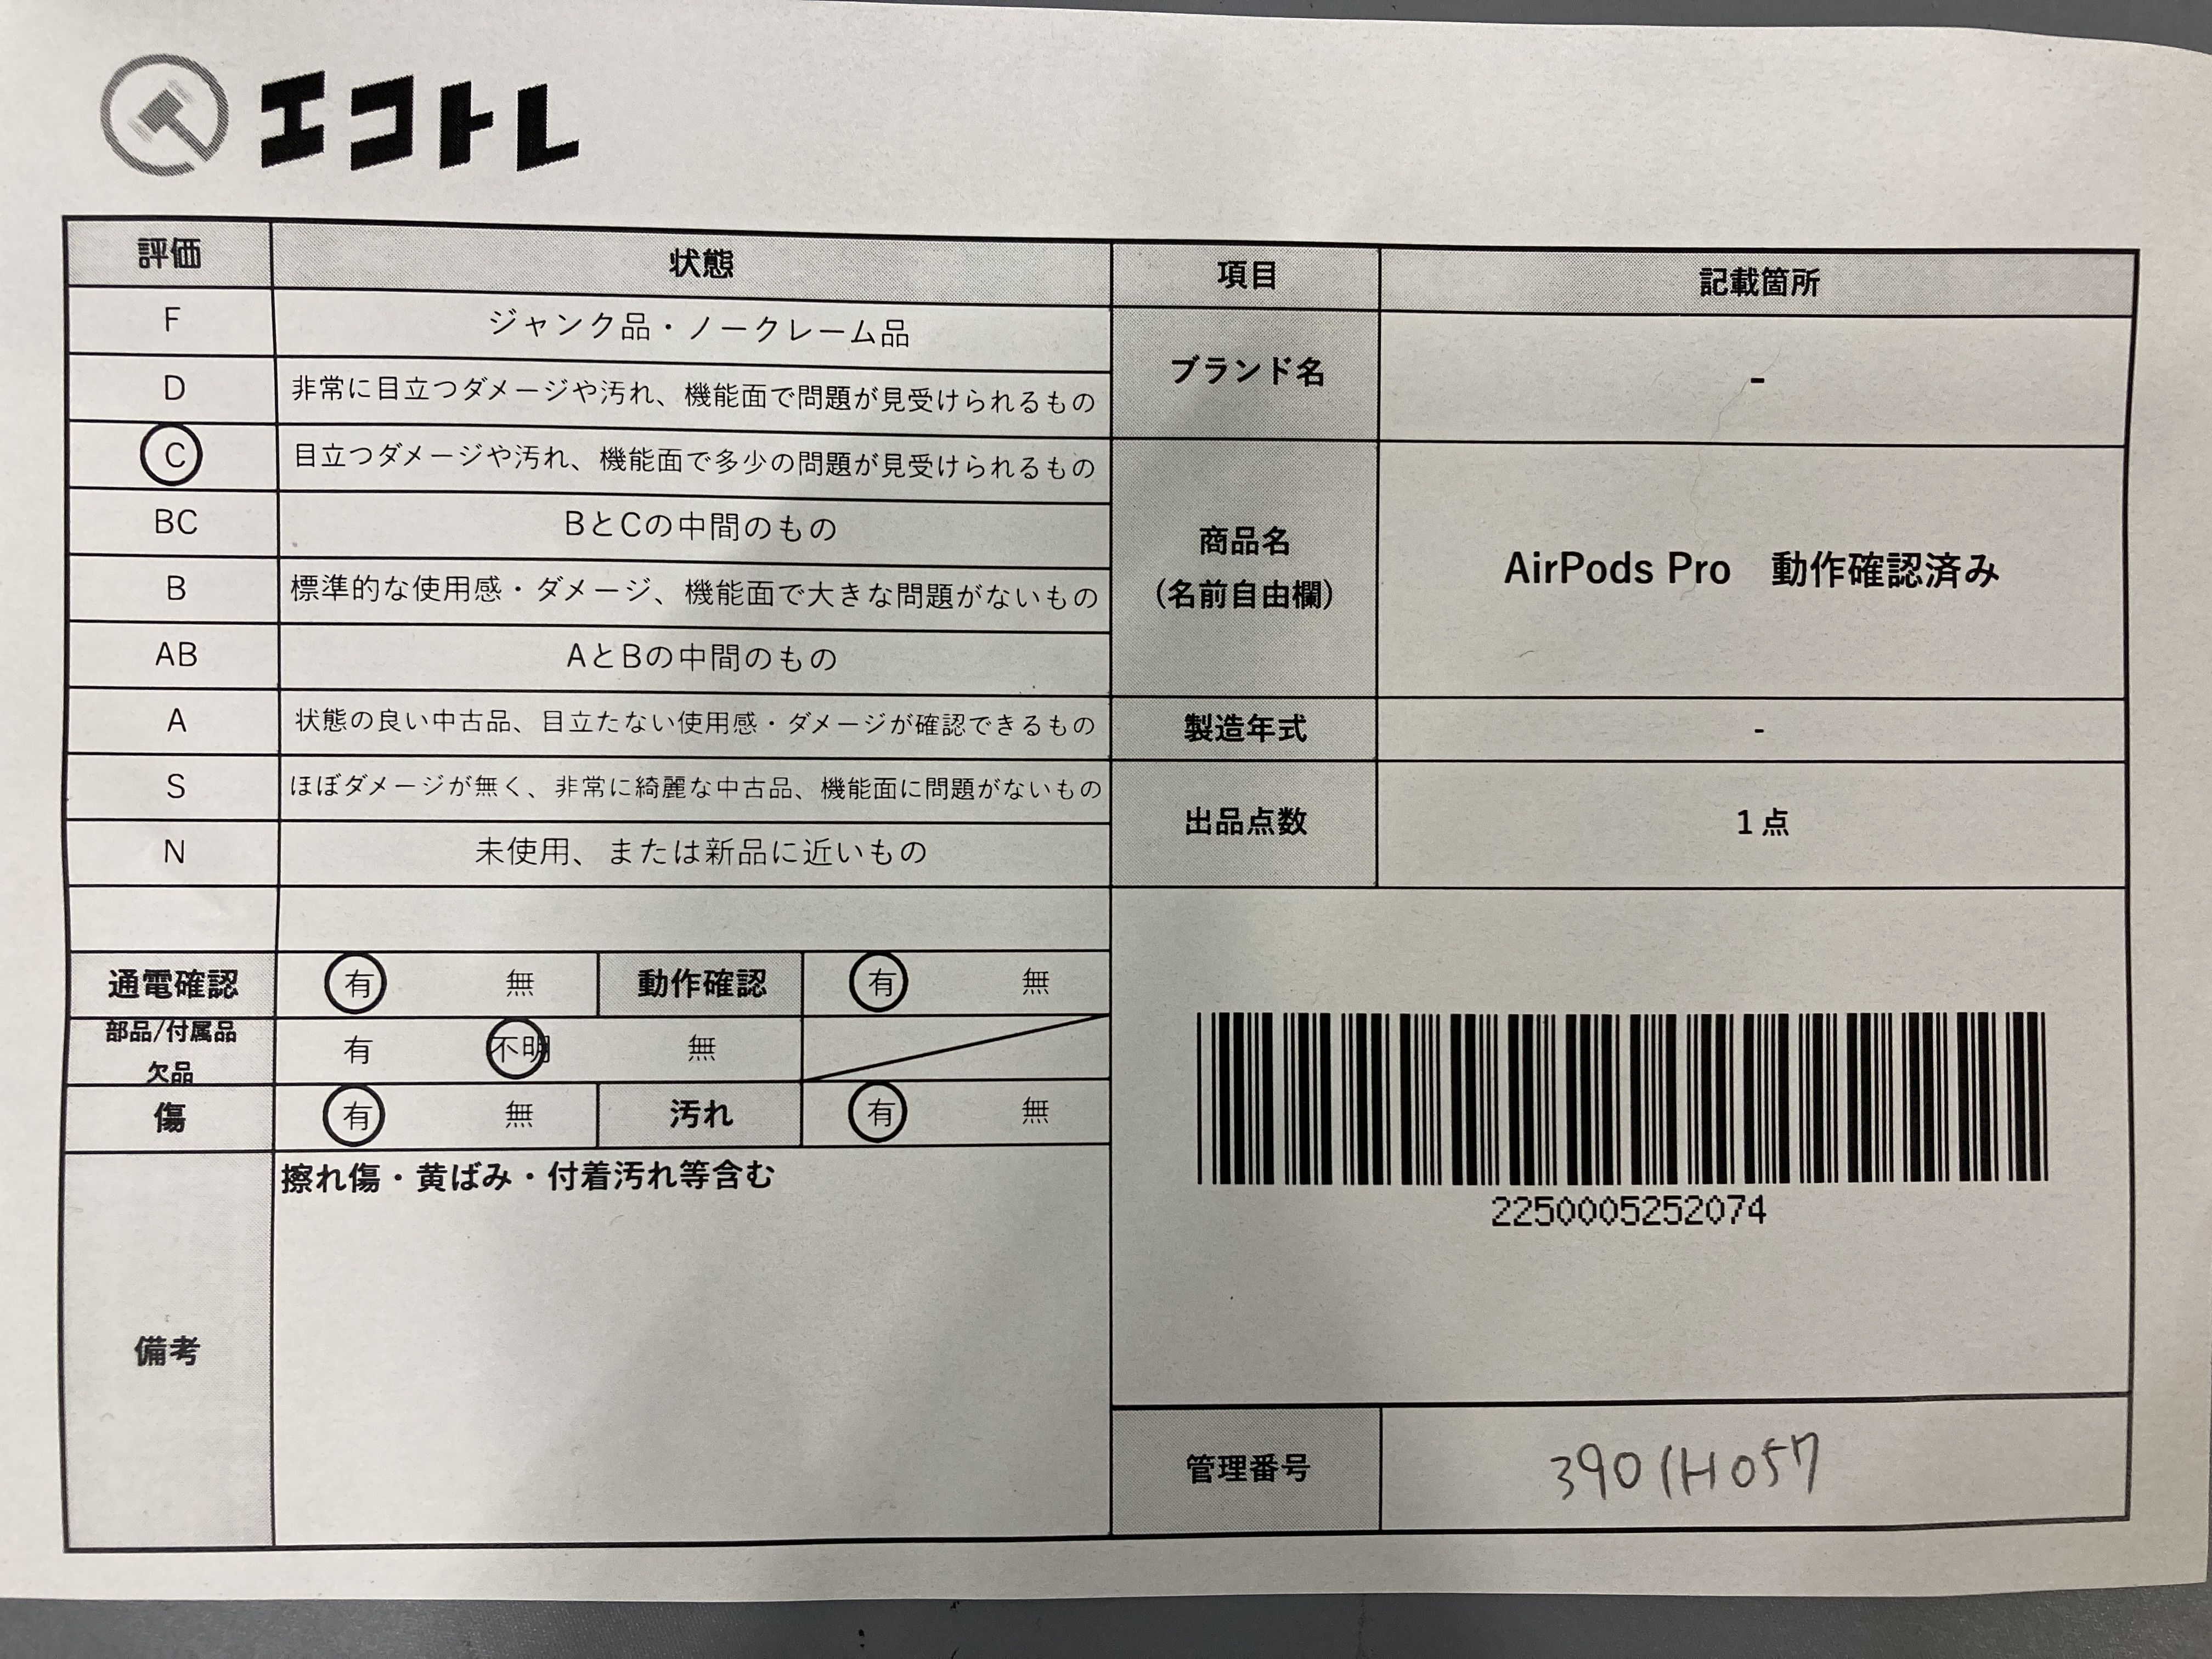 エコトレ
評価 状態 項目 記載箇所
F ジャンク品・ノークレーム品
D 非常に目立つダメージや汚れ、機能面で問題が見受けられるもの
ブランド名 -
C 目立つダメージや汚れ、機能面で多少の問題が見受けられるもの
BC BとCの中間のもの
B 標準的な使用感・ダメージ、機能面で大きな問題がないもの
商品名
(名前自由欄)
AirPods Pro 動作確認済み
AB AとBの中間のもの
A 状態の良い中古品、目立たない使用感・ダメージが確認できるもの
製造年式 -
S ほぼダメージが無く、非常に綺麗な中古品、機能面に問題がないもの
出品点数 1点
N 未使用、または新品に近いもの
通電確認 有 無 動作確認 有 無
部品/付属品
欠品
有 不明 無
傷 有 無 汚れ 有 無
備考
擦れ傷・黄ばみ・付着汚れ等含む
2250005252074
管理番号 3901H057